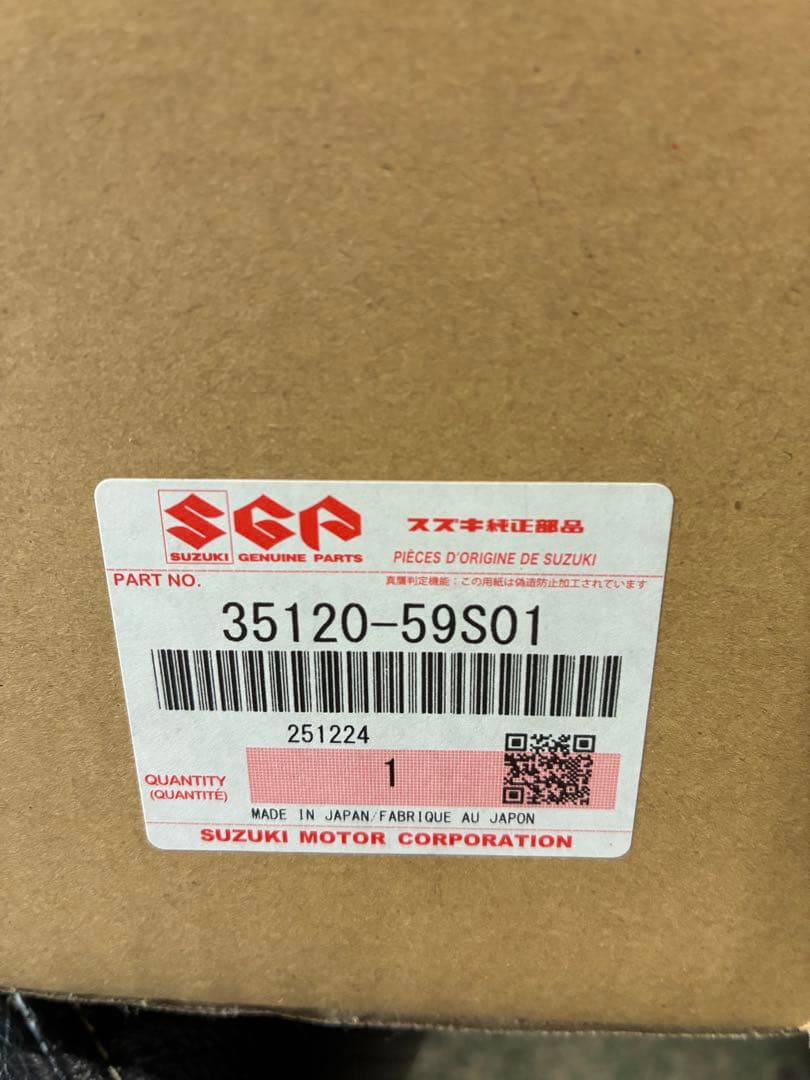 SGP スズキ純正部品
SUZUKI GENUINE PARTS PIÈCES D'ORIGINE DE SUZUKI
PART NO. 真贋判定機能：この用紙は偽造防止加工されています
35120-59S01
251224
QUANTITY 1
(QUANTITÉ)
MADE IN JAPAN/FABRIQUE AU JAPON
SUZUKI MOTOR CORPORATION